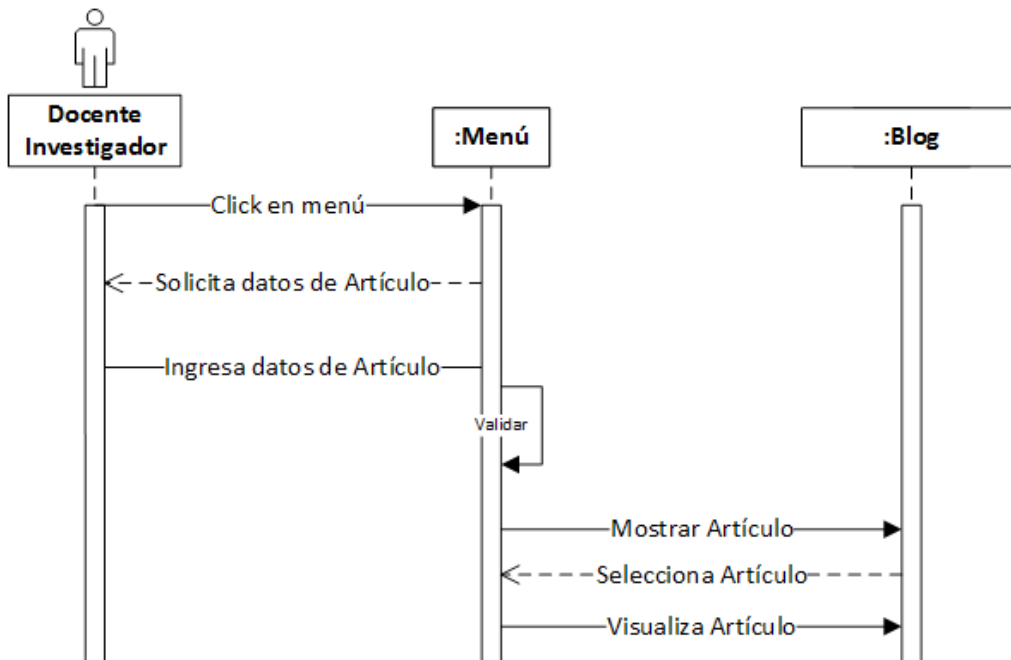 Docente
Investigador
:Menú
:Blog
Click en menú
Solicita datos de Artículo
Ingresa datos de Artículo
Validar
Mostrar Artículo
Selecciona Artículo
Visualiza Artículo